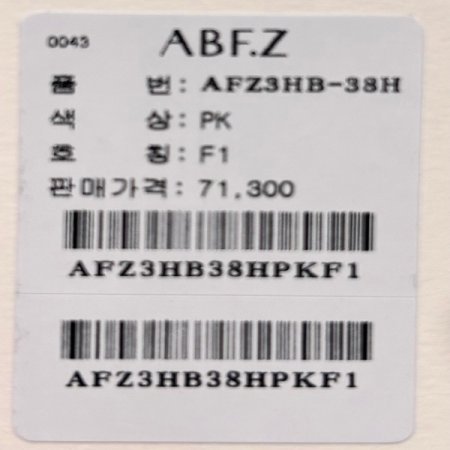 0043 ABF.Z
품 번: AFZ3HB-38H
색 상: PK
호 칭: F1
판매가격: 71,300
AFZ3HB38HPKF1
AFZ3HB38HPKF1